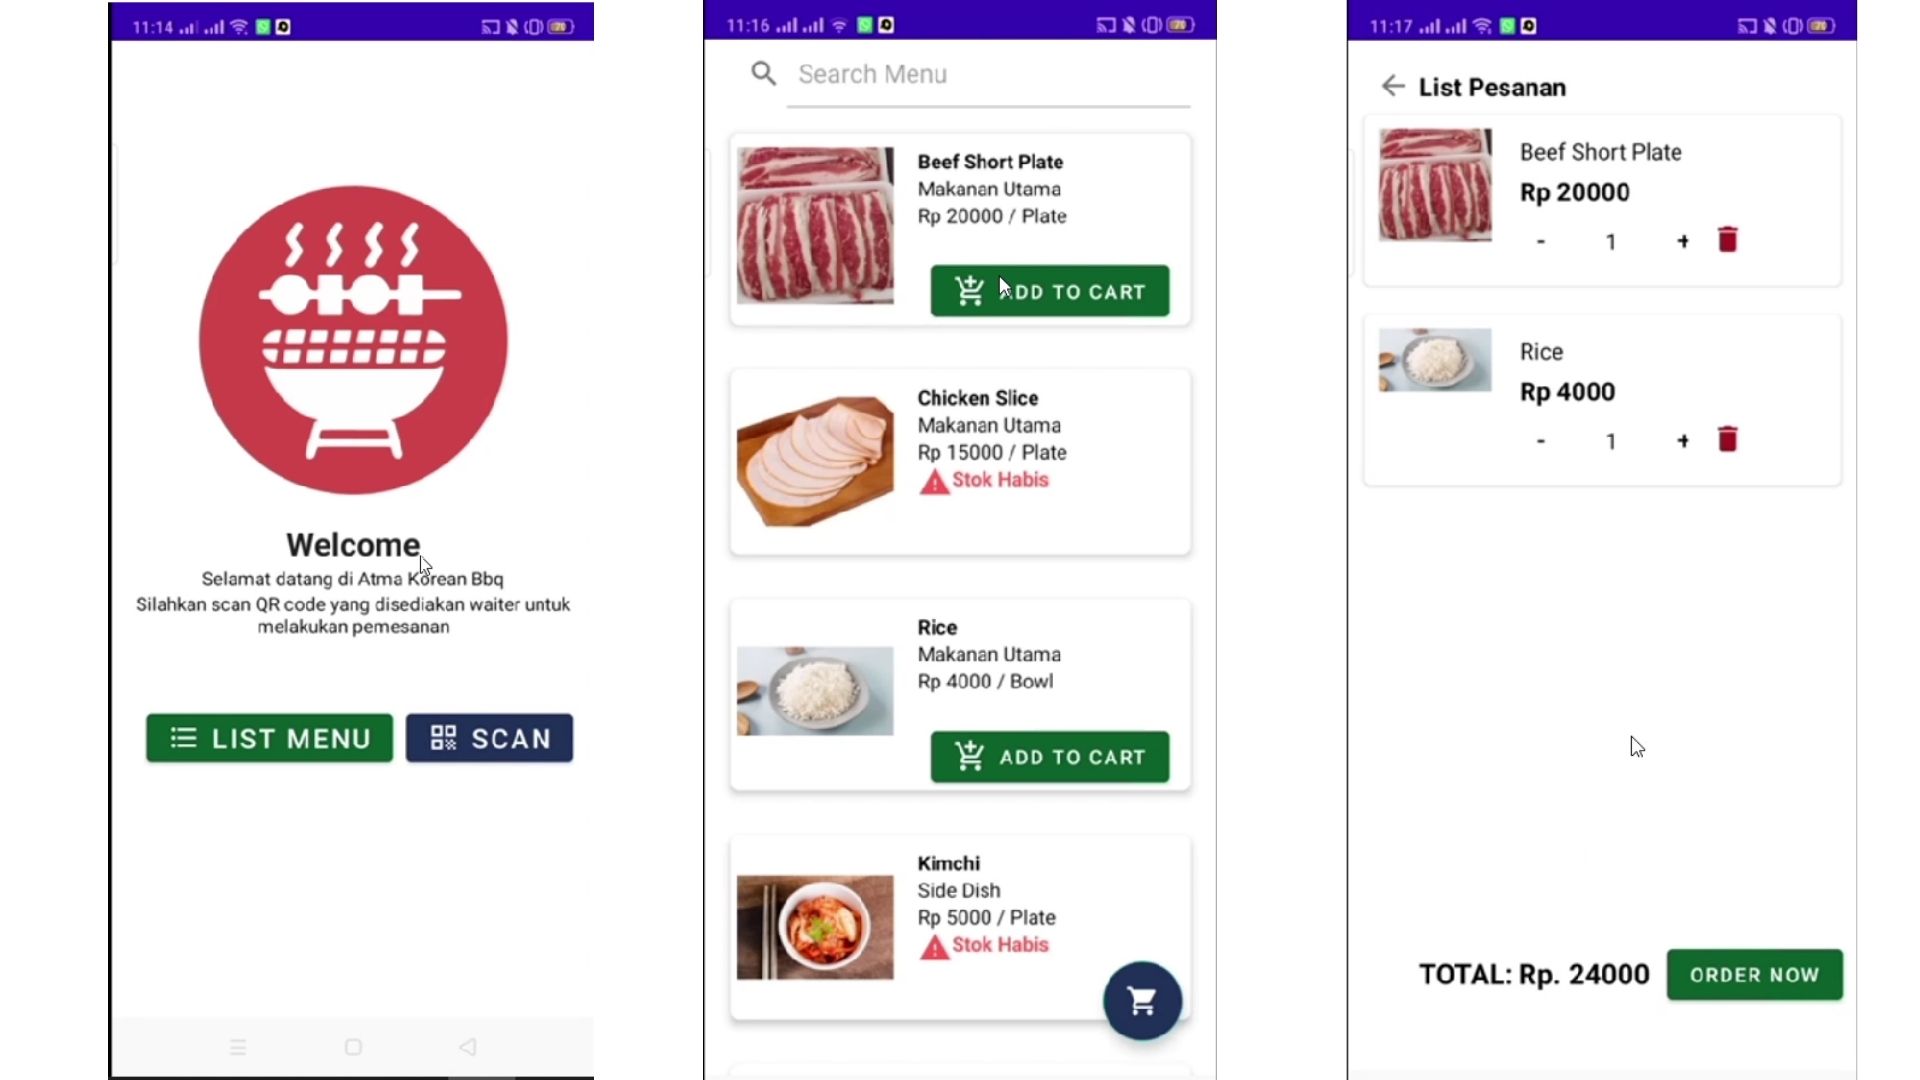 11:14
20
Welcome
Selamat datang di Atma Korean Bbq
Silahkan scan QR code yang disediakan waiter untuk
melakukan pemesanan
LIST MENU
SCAN
11:16
20
Search Menu
Beef Short Plate
Makanan Utama
Rp 20000 / Plate
ADD TO CART
Chicken Slice
Makanan Utama
Rp 15000 / Plate
Stok Habis
Rice
Makanan Utama
Rp 4000 / Bowl
ADD TO CART
Kimchi
Side Dish
Rp 5000 / Plate
Stok Habis
11:17
20
List Pesanan
Beef Short Plate
Rp 20000
- 1 +
Rice
Rp 4000
- 1 +
TOTAL: Rp. 24000
ORDER NOW